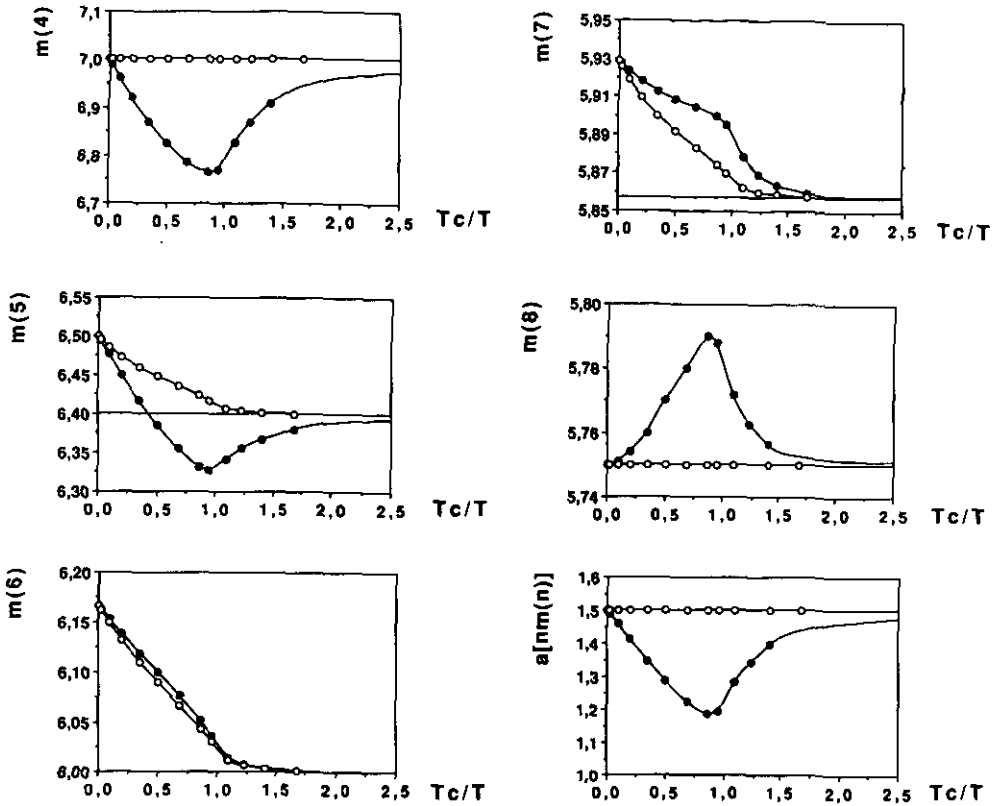 m(4)
7,1
7,0
6,9
6,8
6,7
0,0 0,5 1,0 1,5 2,0 2,5
Tc/T
m(7)
5,95
5,93
5,91
5,89
5,87
5,85
0,0 0,5 1,0 1,5 2,0 2,5
Tc/T
m(5)
6,55
6,50
6,45
6,40
6,35
6,30
0,0 0,5 1,0 1,5 2,0 2,5
Tc/T
m(8)
5,80
5,78
5,76
5,74
0,0 0,5 1,0 1,5 2,0 2,5
Tc/T
m(6)
6,20
6,15
6,10
6,05
6,00
0,0 0,5 1,0 1,5 2,0 2,5
Tc/T
a[nm(n)]
1,6
1,5
1,4
1,3
1,2
1,1
1,0
0,0 0,5 1,0 1,5 2,0 2,5
Tc/T